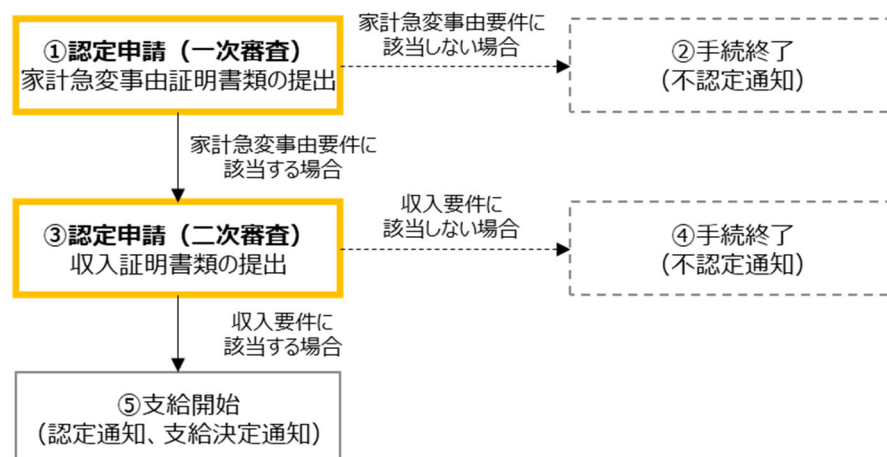 ①認定申請（一次審査）
家計急変事由証明書類の提出
家計急変事由要件に
該当しない場合
②手続終了
（不認定通知）
家計急変事由要件に
該当する場合
③認定申請（二次審査）
収入証明書類の提出
収入要件に
該当しない場合
④手続終了
（不認定通知）
収入要件に
該当する場合
⑤支給開始
（認定通知、支給決定通知）